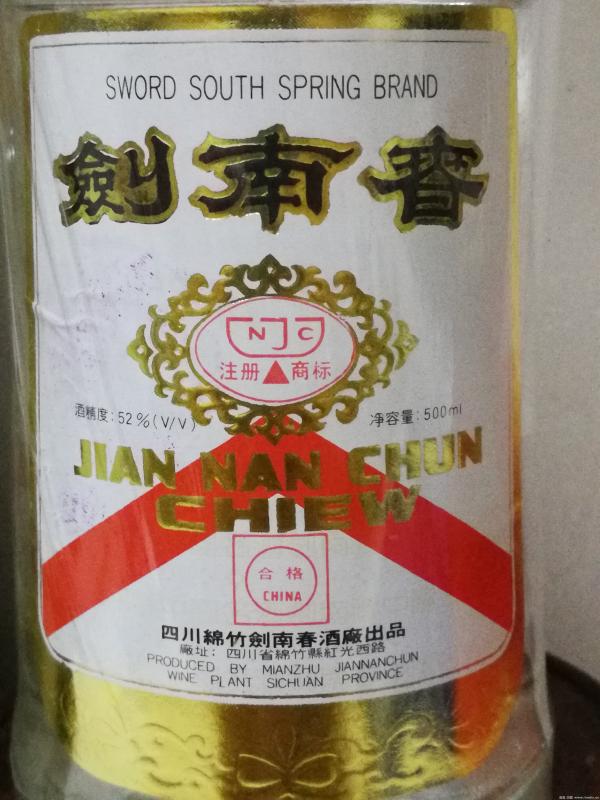 SWORD SOUTH SPRING BRAND
劍南春
NJC
注册▲商标
酒精度:52%(V/V)
净容量:500ml
JIAN NAN CHUN
CHIEW
合格
CHINA
四川綿竹劍南春酒廠出品
廠址:四川省綿竹縣紅光西路
PRODUCED BY MIANZHU JIANNANCHUN
WINE PLANT SICHUAN PROVINCE